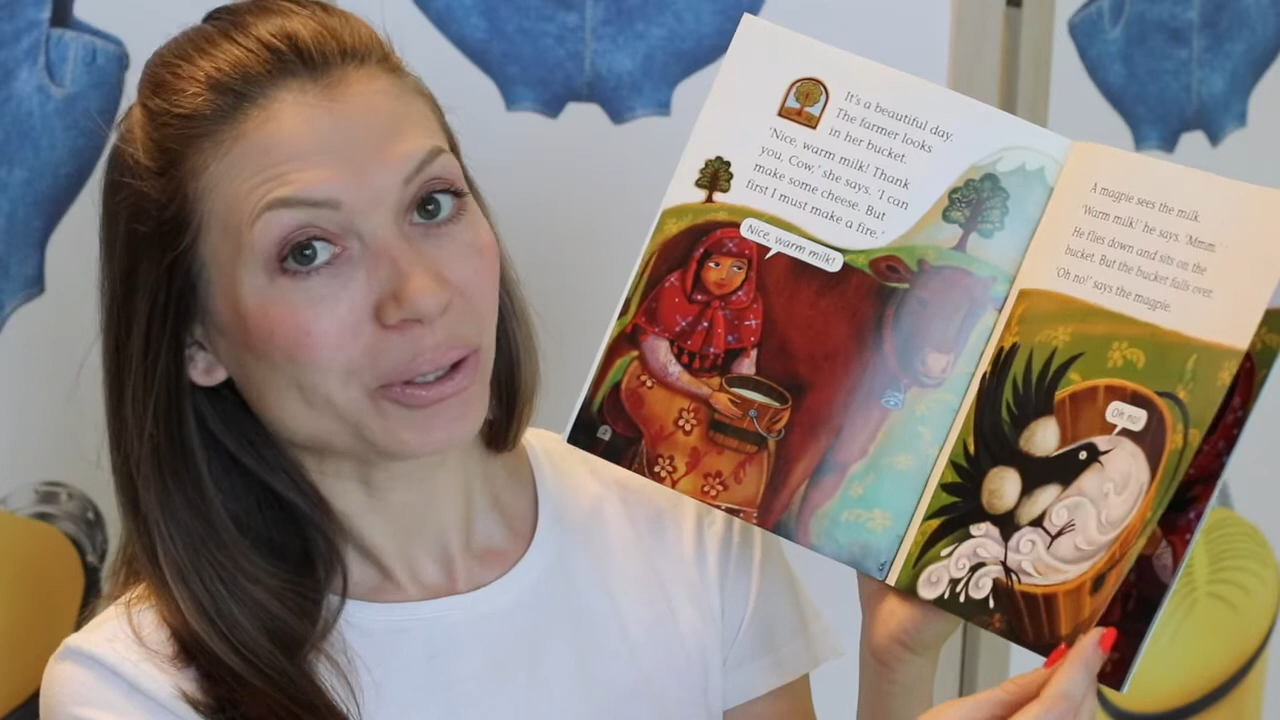 It's a beautiful day.
The farmer looks
in her bucket.
'Nice, warm milk! Thank
you, Cow,' she says. 'I can
make some cheese. But
first I must make a fire.'
Nice, warm milk!
A magpie sees the milk.
'Warm milk!' he says. 'Mmm.'
He flies down and sits on the
bucket. But the bucket falls over.
'Oh no!' says the magpie.
Oh no!